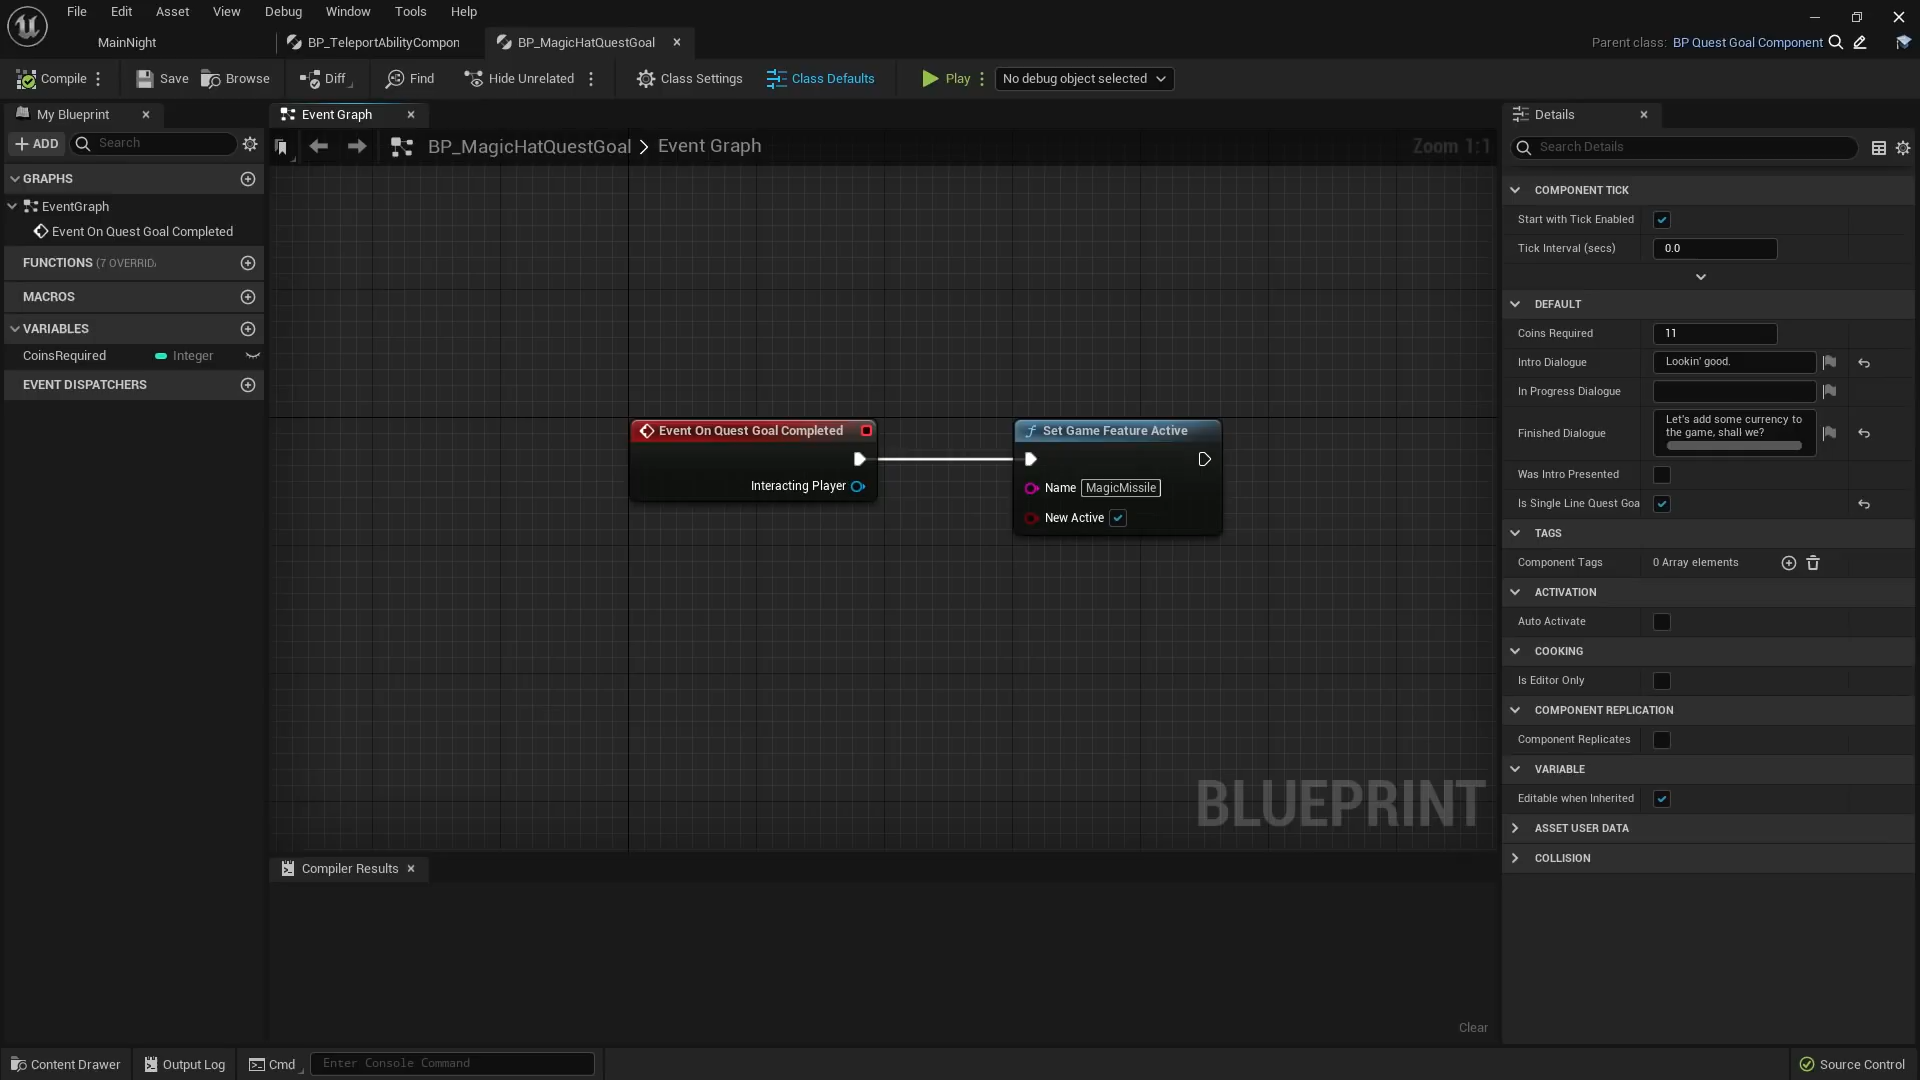 File Edit Asset View Debug Window Tools Help
MainNight BP_TeleportAbilityCompon BP_MagicHatQuestGoal Parent class: BP Quest Goal Component
Compile Save Browse Diff Find Hide Unrelated Class Settings Class Defaults Play No debug object selected
My Blueprint Event Graph Details
ADD Search BP_MagicHatQuestGoal > Event Graph Zoom 1:1 Search Details
GRAPHS
EventGraph
Event On Quest Goal Completed
FUNCTIONS (7 OVERRID
MACROS
VARIABLES
CoinsRequired Integer
EVENT DISPATCHERS
Event On Quest Goal Completed
Interacting Player
f Set Game Feature Active
Name MagicMissile
New Active
BLUEPRINT
Compiler Results
Clear
COMPONENT TICK
Start with Tick Enabled
Tick Interval (secs) 0.0
DEFAULT
Coins Required 11
Intro Dialogue Lookin' good.
In Progress Dialogue
Finished Dialogue Let's add some currency to
the game, shall we?
Was Intro Presented
Is Single Line Quest Goa
TAGS
Component Tags 0 Array elements
ACTIVATION
Auto Activate
COOKING
Is Editor Only
COMPONENT REPLICATION
Component Replicates
VARIABLE
Editable when Inherited
ASSET USER DATA
COLLISION
Content Drawer Output Log Cmd Enter Console Command Source Control